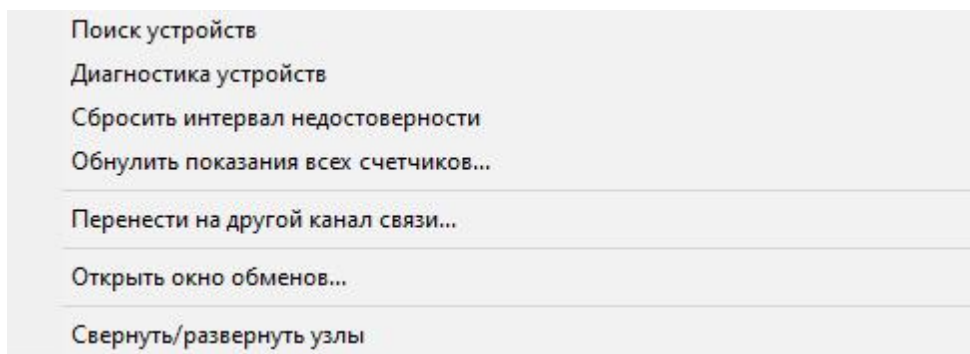 Поиск устройств
Диагностика устройств
Сбросить интервал недостоверности
Обнулить показания всех счетчиков...
Перенести на другой канал связи...
Открыть окно обменов...
Свернуть/развернуть узлы